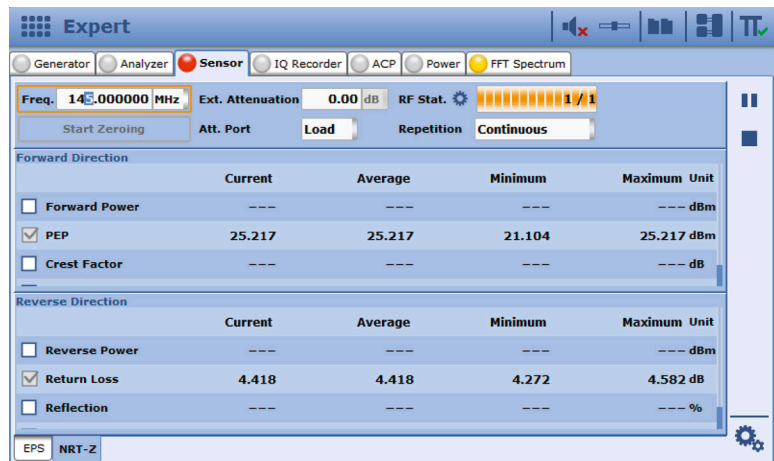 Expert
Generator Analyzer Sensor IQ Recorder ACP Power FFT Spectrum
Freq. 145.000000 MHz Ext. Attenuation 0.00 dB RF Stat. 1 / 1
Start Zeroing Att. Port Load Repetition Continuous
Forward Direction
Current Average Minimum Maximum Unit
Forward Power --- --- --- --- dBm
PEP 25.217 25.217 21.104 25.217 dBm
Crest Factor --- --- --- --- dB
Reverse Direction
Current Average Minimum Maximum Unit
Reverse Power --- --- --- --- dBm
Return Loss 4.418 4.418 4.272 4.582 dB
Reflection --- --- --- --- %
EPS NRT-Z